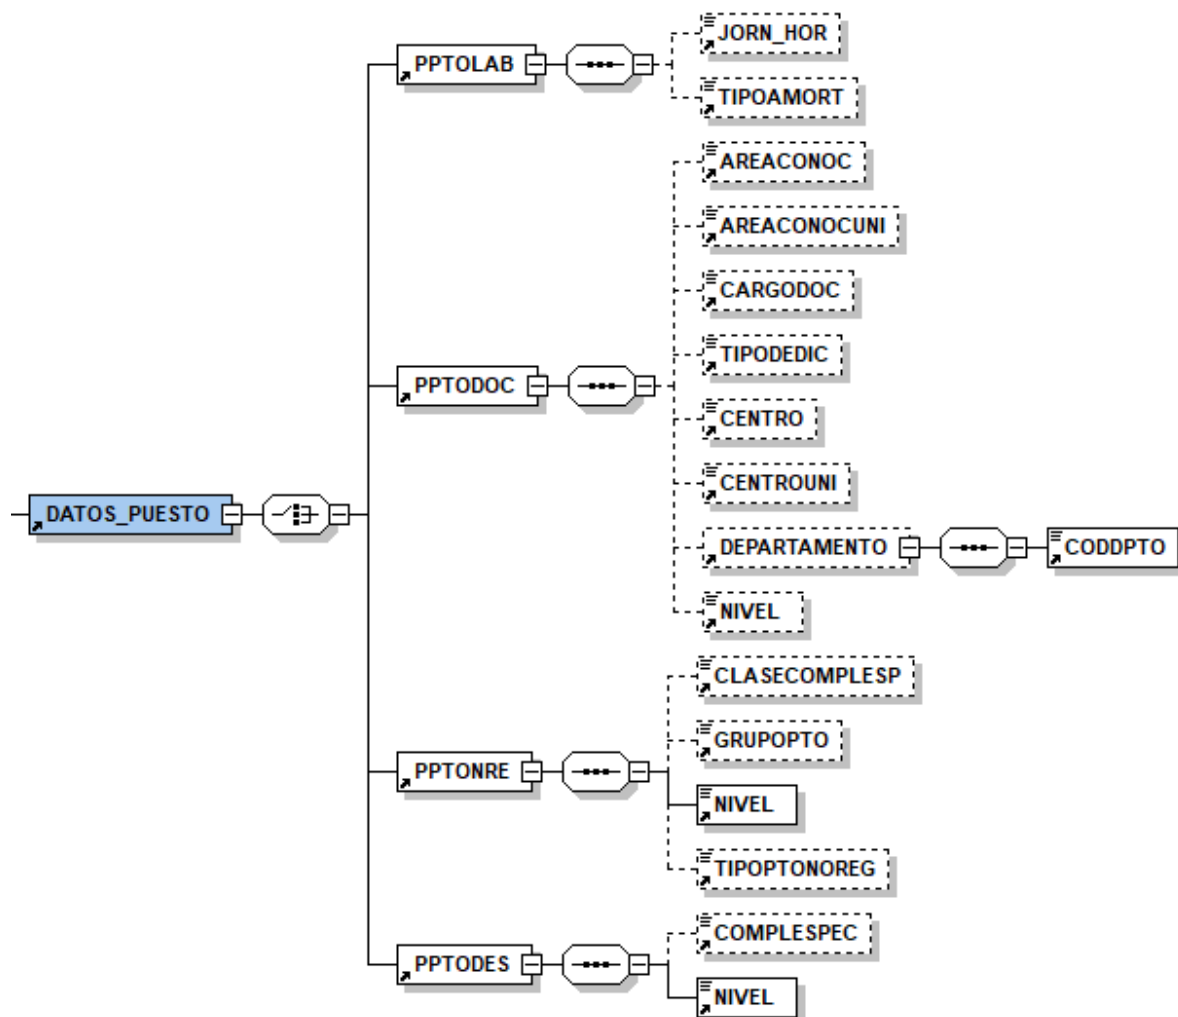 JORN_HOR
PPTOLAB
TIPOAMORT
AREACONOC
AREACONOCUNI
CARGODOC
TIPODEDIC
PPTODOC
CENTRO
CENTROUNI
DATOS_PUESTO
DEPARTAMENTO
CODDPTO
NIVEL
CLASECOMPLESP
GRUPOPTO
PPTONRE
NIVEL
TIPOPTONOREG
COMPLESPEC
PPTODES
NIVEL